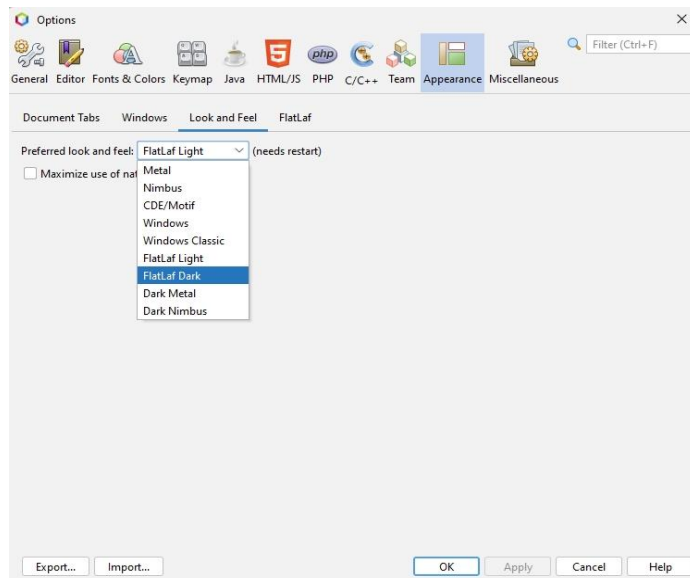 Options
Filter (Ctrl+F)
General Editor Fonts & Colors Keymap Java HTML/JS PHP C/C++ Team Appearance Miscellaneous
php
Document Tabs Windows Look and Feel FlatLaf
Preferred look and feel: FlatLaf Light (needs restart)
Maximize use of nat
Metal
Nimbus
CDE/Motif
Windows
Windows Classic
FlatLaf Light
FlatLaf Dark
Dark Metal
Dark Nimbus
Export... Import... OK Apply Cancel Help